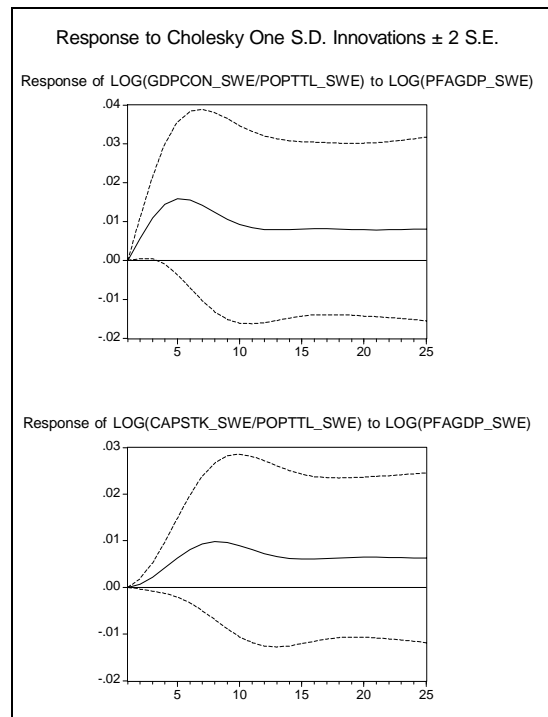 Response to Cholesky One S.D. Innovations ± 2 S.E.
Response of LOG(GDPCON_SWE/POPTTL_SWE) to LOG(PFAGDP_SWE)
.04
.03
.02
.01
.00
-.01
-.02
5 10 15 20 25
Response of LOG(CAPSTK_SWE/POPTTL_SWE) to LOG(PFAGDP_SWE)
.03
.02
.01
.00
-.01
-.02
5 10 15 20 25